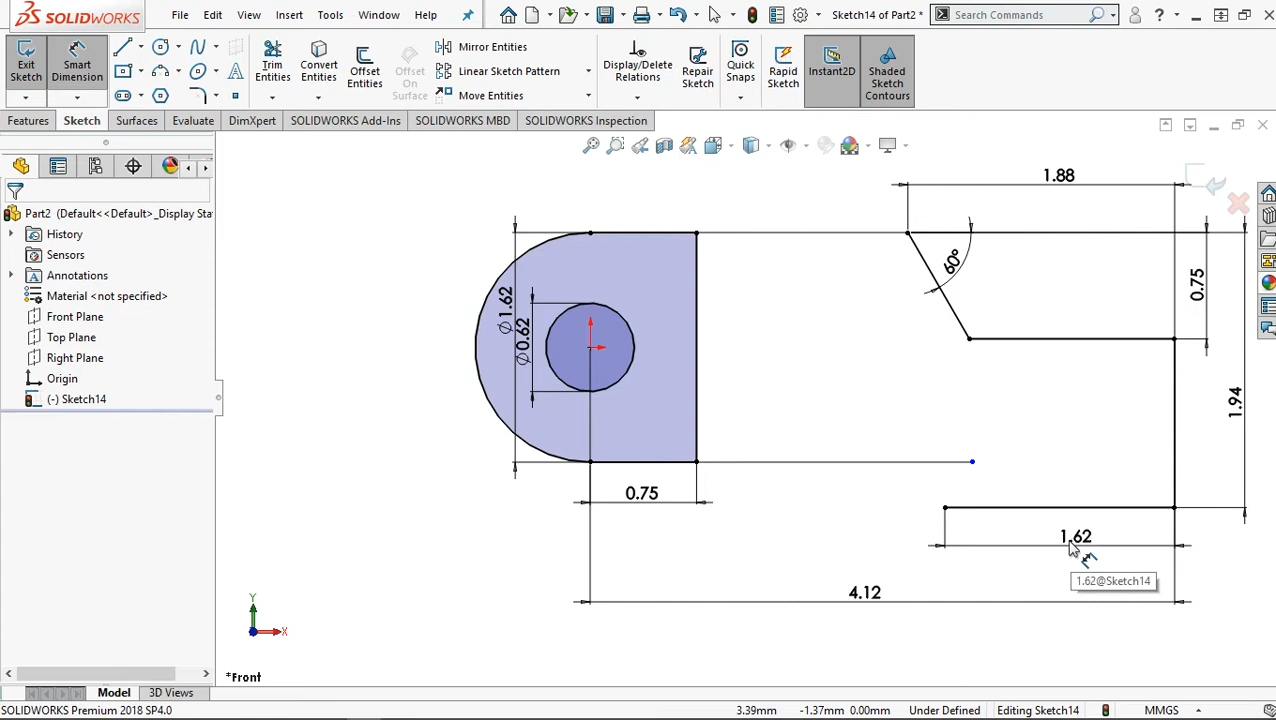 SOLIDWORKS
File Edit View Insert Tools Window Help
Sketch14 of Part2 *
Search Commands
Exit Sketch
Smart Dimension
Trim Entities
Convert Entities
Offset Entities
Offset On Surface
Mirror Entities
Linear Sketch Pattern
Move Entities
Display/Delete Relations
Repair Sketch
Quick Snaps
Rapid Sketch
Instant2D
Shaded Sketch Contours
Features Sketch Surfaces Evaluate DimXpert SOLIDWORKS Add-Ins SOLIDWORKS MBD SOLIDWORKS Inspection
Part2 (Default<<Default>_Display Sta
History
Sensors
Annotations
Material <not specified>
Front Plane
Top Plane
Right Plane
Origin
(-) Sketch14
1.88
60°
0.75
∅1.62
∅0.62
1.94
0.75
1.62
1.62@Sketch14
4.12
Y
X
*Front
Model 3D Views
SOLIDWORKS Premium 2018 SP4.0
3.39mm -1.37mm 0.00mm Under Defined Editing Sketch14 MMGS